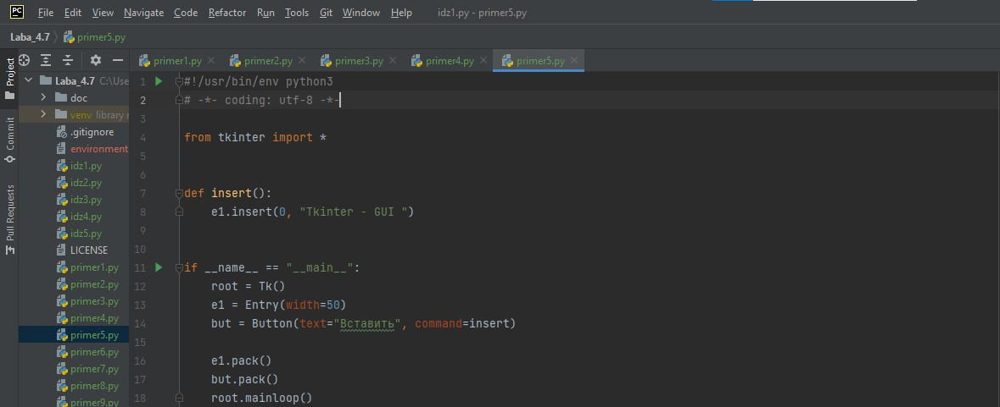 PC File Edit View Navigate Code Refactor Run Tools Git Window Help idz1.py - primer5.py
Laba_4.7 primer5.py
primer1.py primer2.py primer3.py primer4.py primer5.py
Project
Commit
Pull Requests
Laba_4.7 C:\Use
doc
venv library r
.gitignore
environment
idz1.py
idz2.py
idz3.py
idz4.py
idz5.py
LICENSE
primer1.py
primer2.py
primer3.py
primer4.py
primer5.py
primer6.py
primer7.py
primer8.py
primer9.py
1 #!/usr/bin/env python3
2 # -*- coding: utf-8 -*-
3
4 from tkinter import *
5
6
7 def insert():
8 e1.insert(0, "Tkinter - GUI ")
9
10
11 if __name__ == "__main__":
12 root = Tk()
13 e1 = Entry(width=50)
14 but = Button(text="Вставить", command=insert)
15
16 e1.pack()
17 but.pack()
18 root.mainloop()